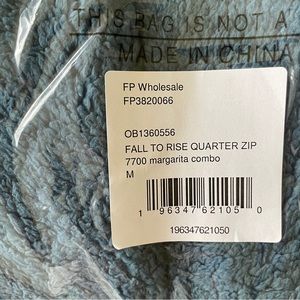 THIS BAG IS NOT A
MADE IN CHINA
FP Wholesale
FP3820066
OB1360556
FALL TO RISE QUARTER ZIP
7700 margarita combo
M
1 96347 62105 0
196347621050